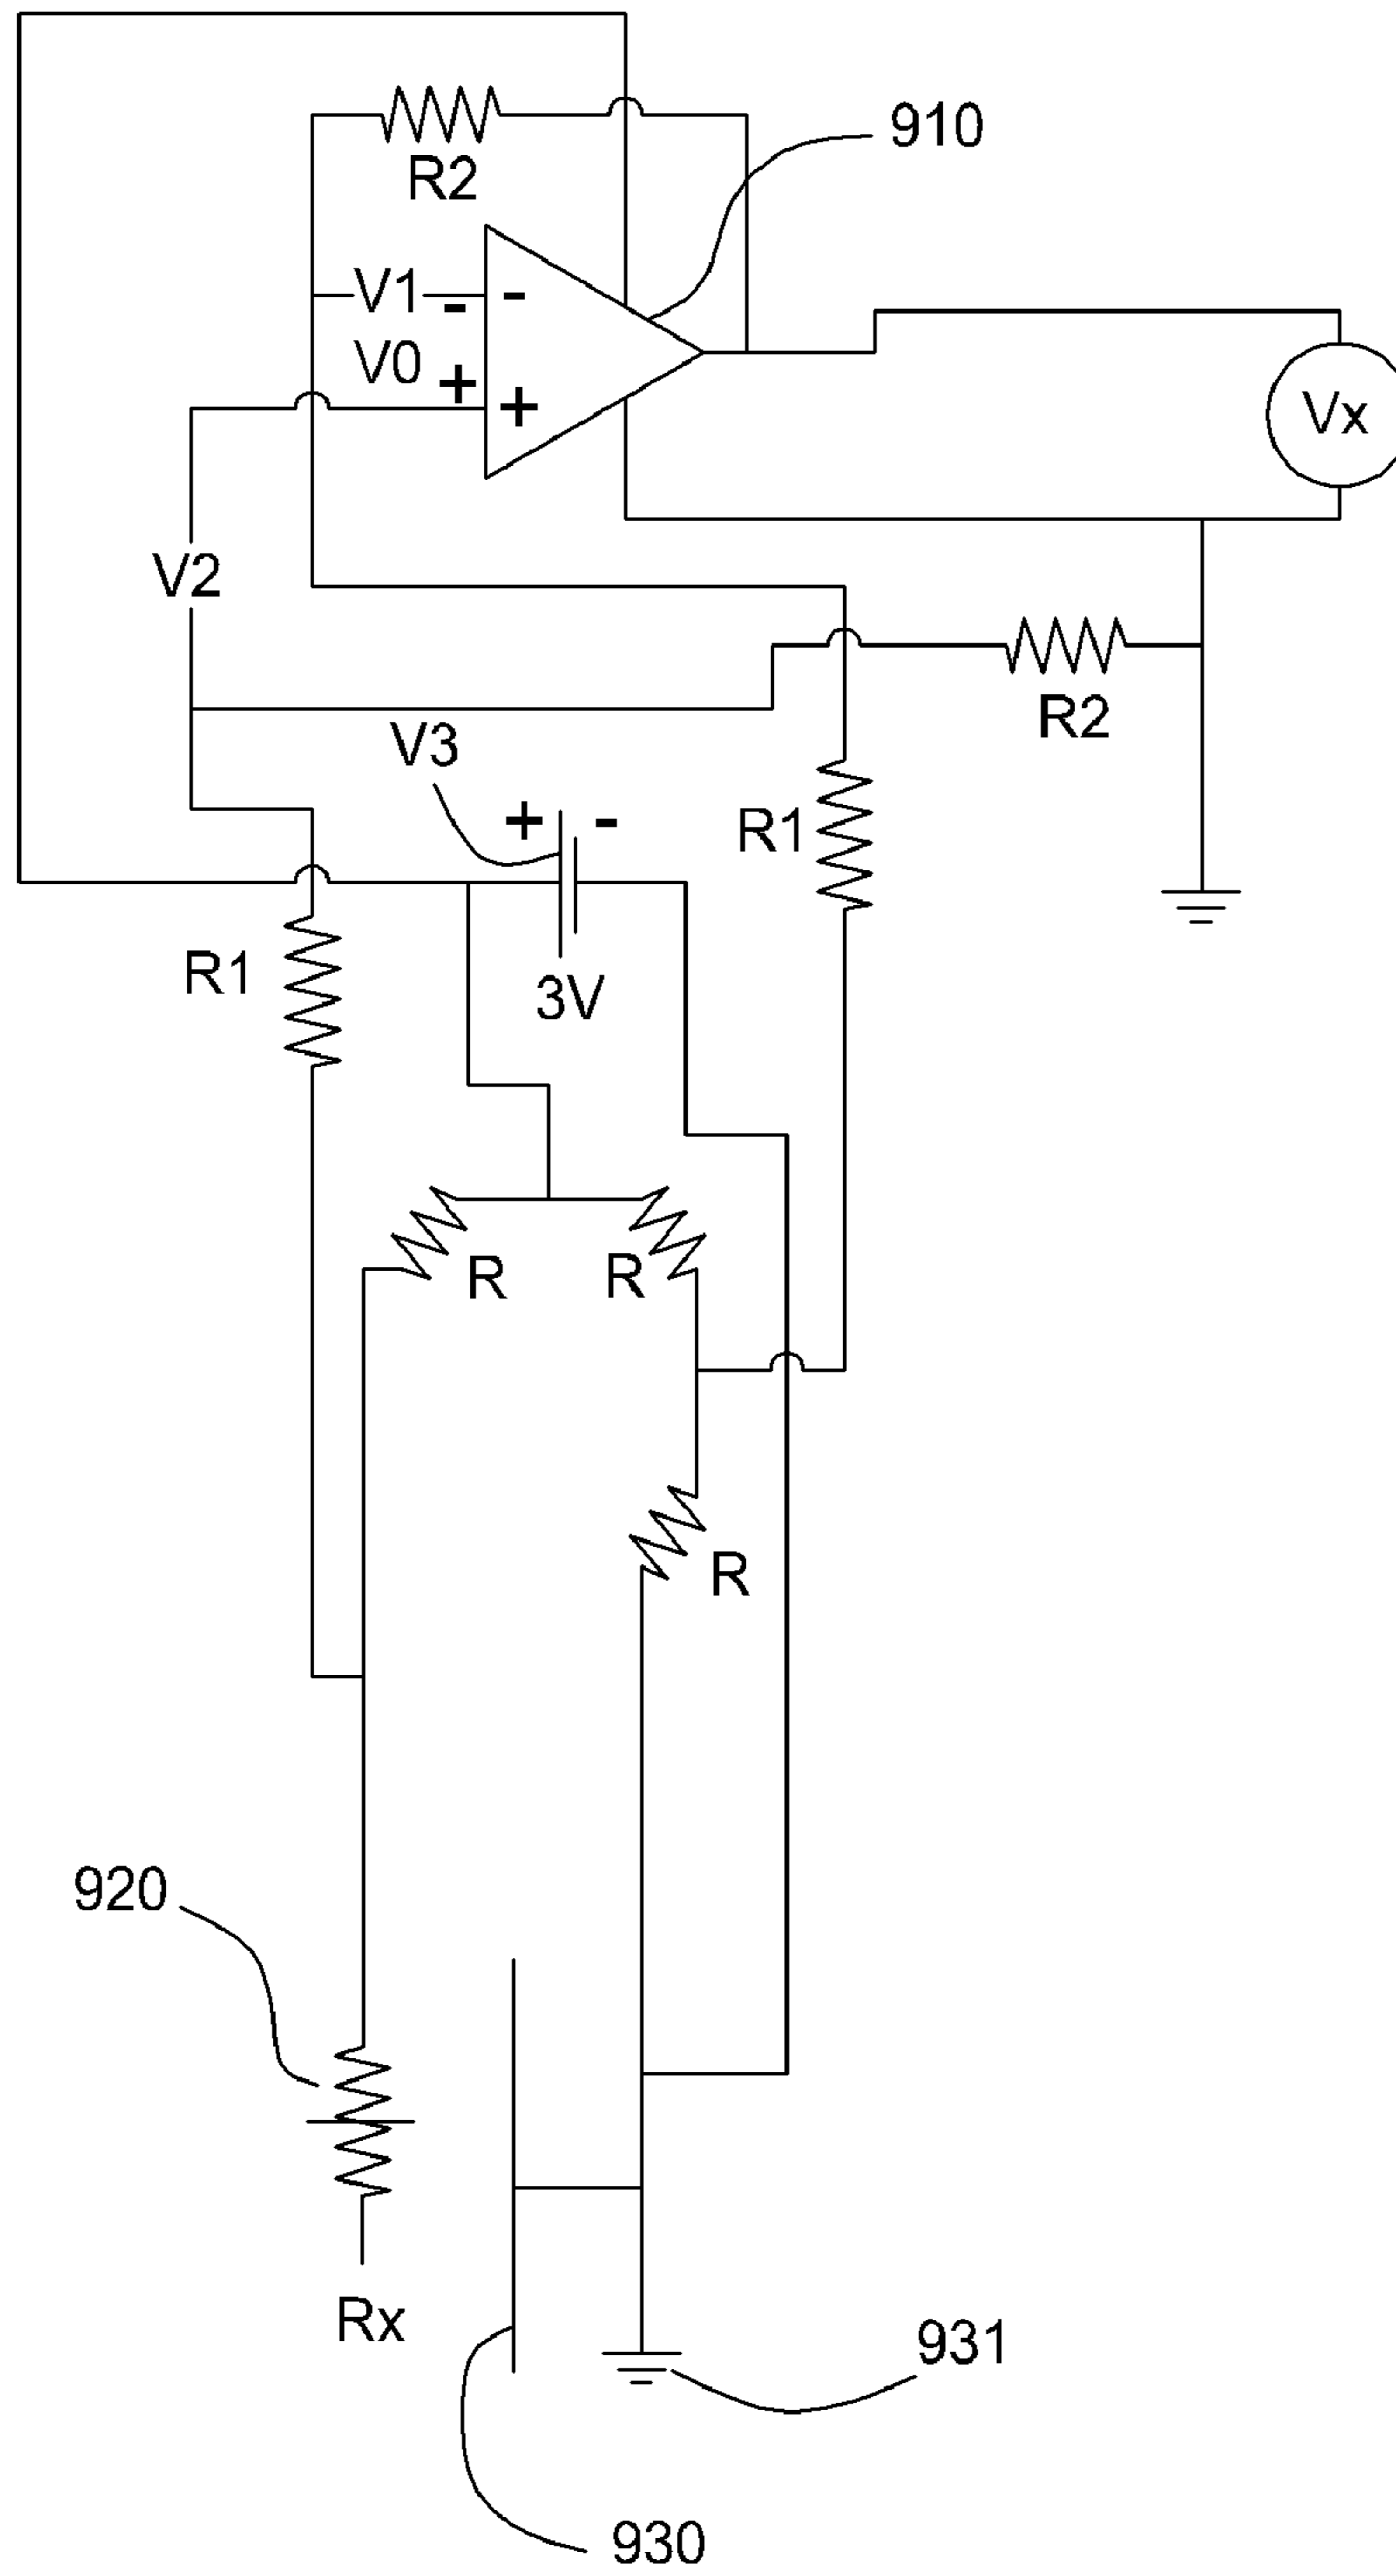 910
R2
V1
-
-
V0
+
+
Vx
V2
R2
V3
+
-
R1
R1
3V
R
R
R
920
Rx
931
930